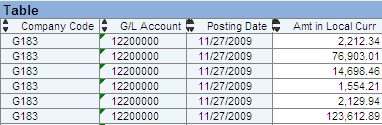 Table
Company Code G/L Account Posting Date Amt in Local Curr
G183 12200000 11/27/2009 2,212.34
G183 12200000 11/27/2009 76,903.01
G183 12200000 11/27/2009 14,698.46
G183 12200000 11/27/2009 1,554.21
G183 12200000 11/27/2009 2,129.94
G183 12200000 11/27/2009 123,612.89